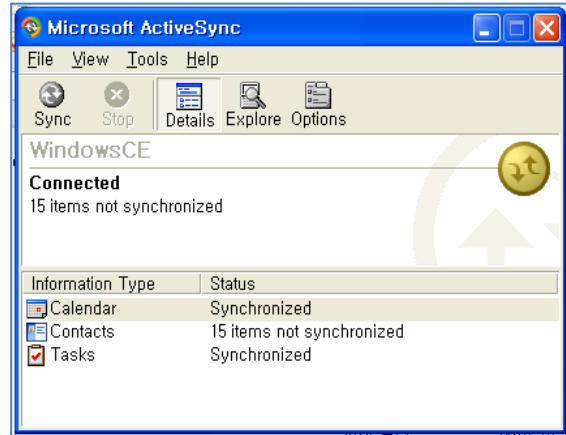 Microsoft ActiveSync
File View Tools Help
Sync Stop Details Explore Options
WindowsCE
Connected
15 items not synchronized
Information Type Status
Calendar Synchronized
Contacts 15 items not synchronized
Tasks Synchronized